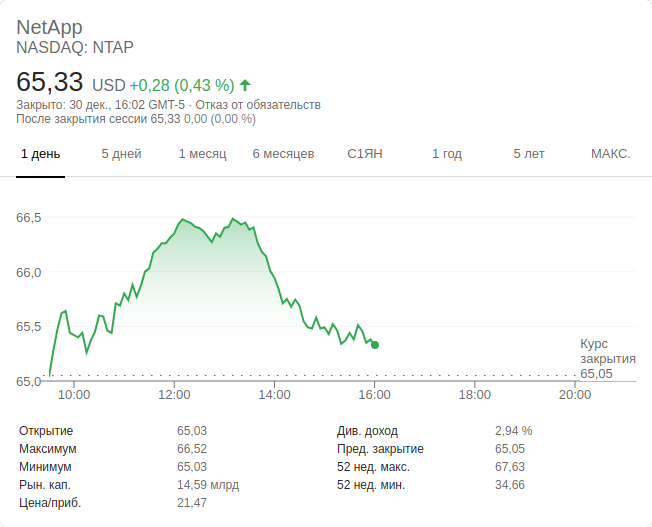 NetApp
NASDAQ: NTAP
65,33 USD +0,28 (0,43 %)
Закрыто: 30 дек., 16:02 GMT-5 · Отказ от обязательств
После закрытия сессии 65,33 0,00 (0,00 %)
1 день 5 дней 1 месяц 6 месяцев С1ЯН 1 год 5 лет МАКС.
66,5
66,0
65,5
65,0
Курс
закрытия
65,05
10:00 12:00 14:00 16:00 18:00 20:00
Открытие 65,03 Див. доход 2,94 %
Максимум 66,52 Пред. закрытие 65,05
Минимум 65,03 52 нед. макс. 67,63
Рын. кап. 14,59 млрд 52 нед. мин. 34,66
Цена/приб. 21,47